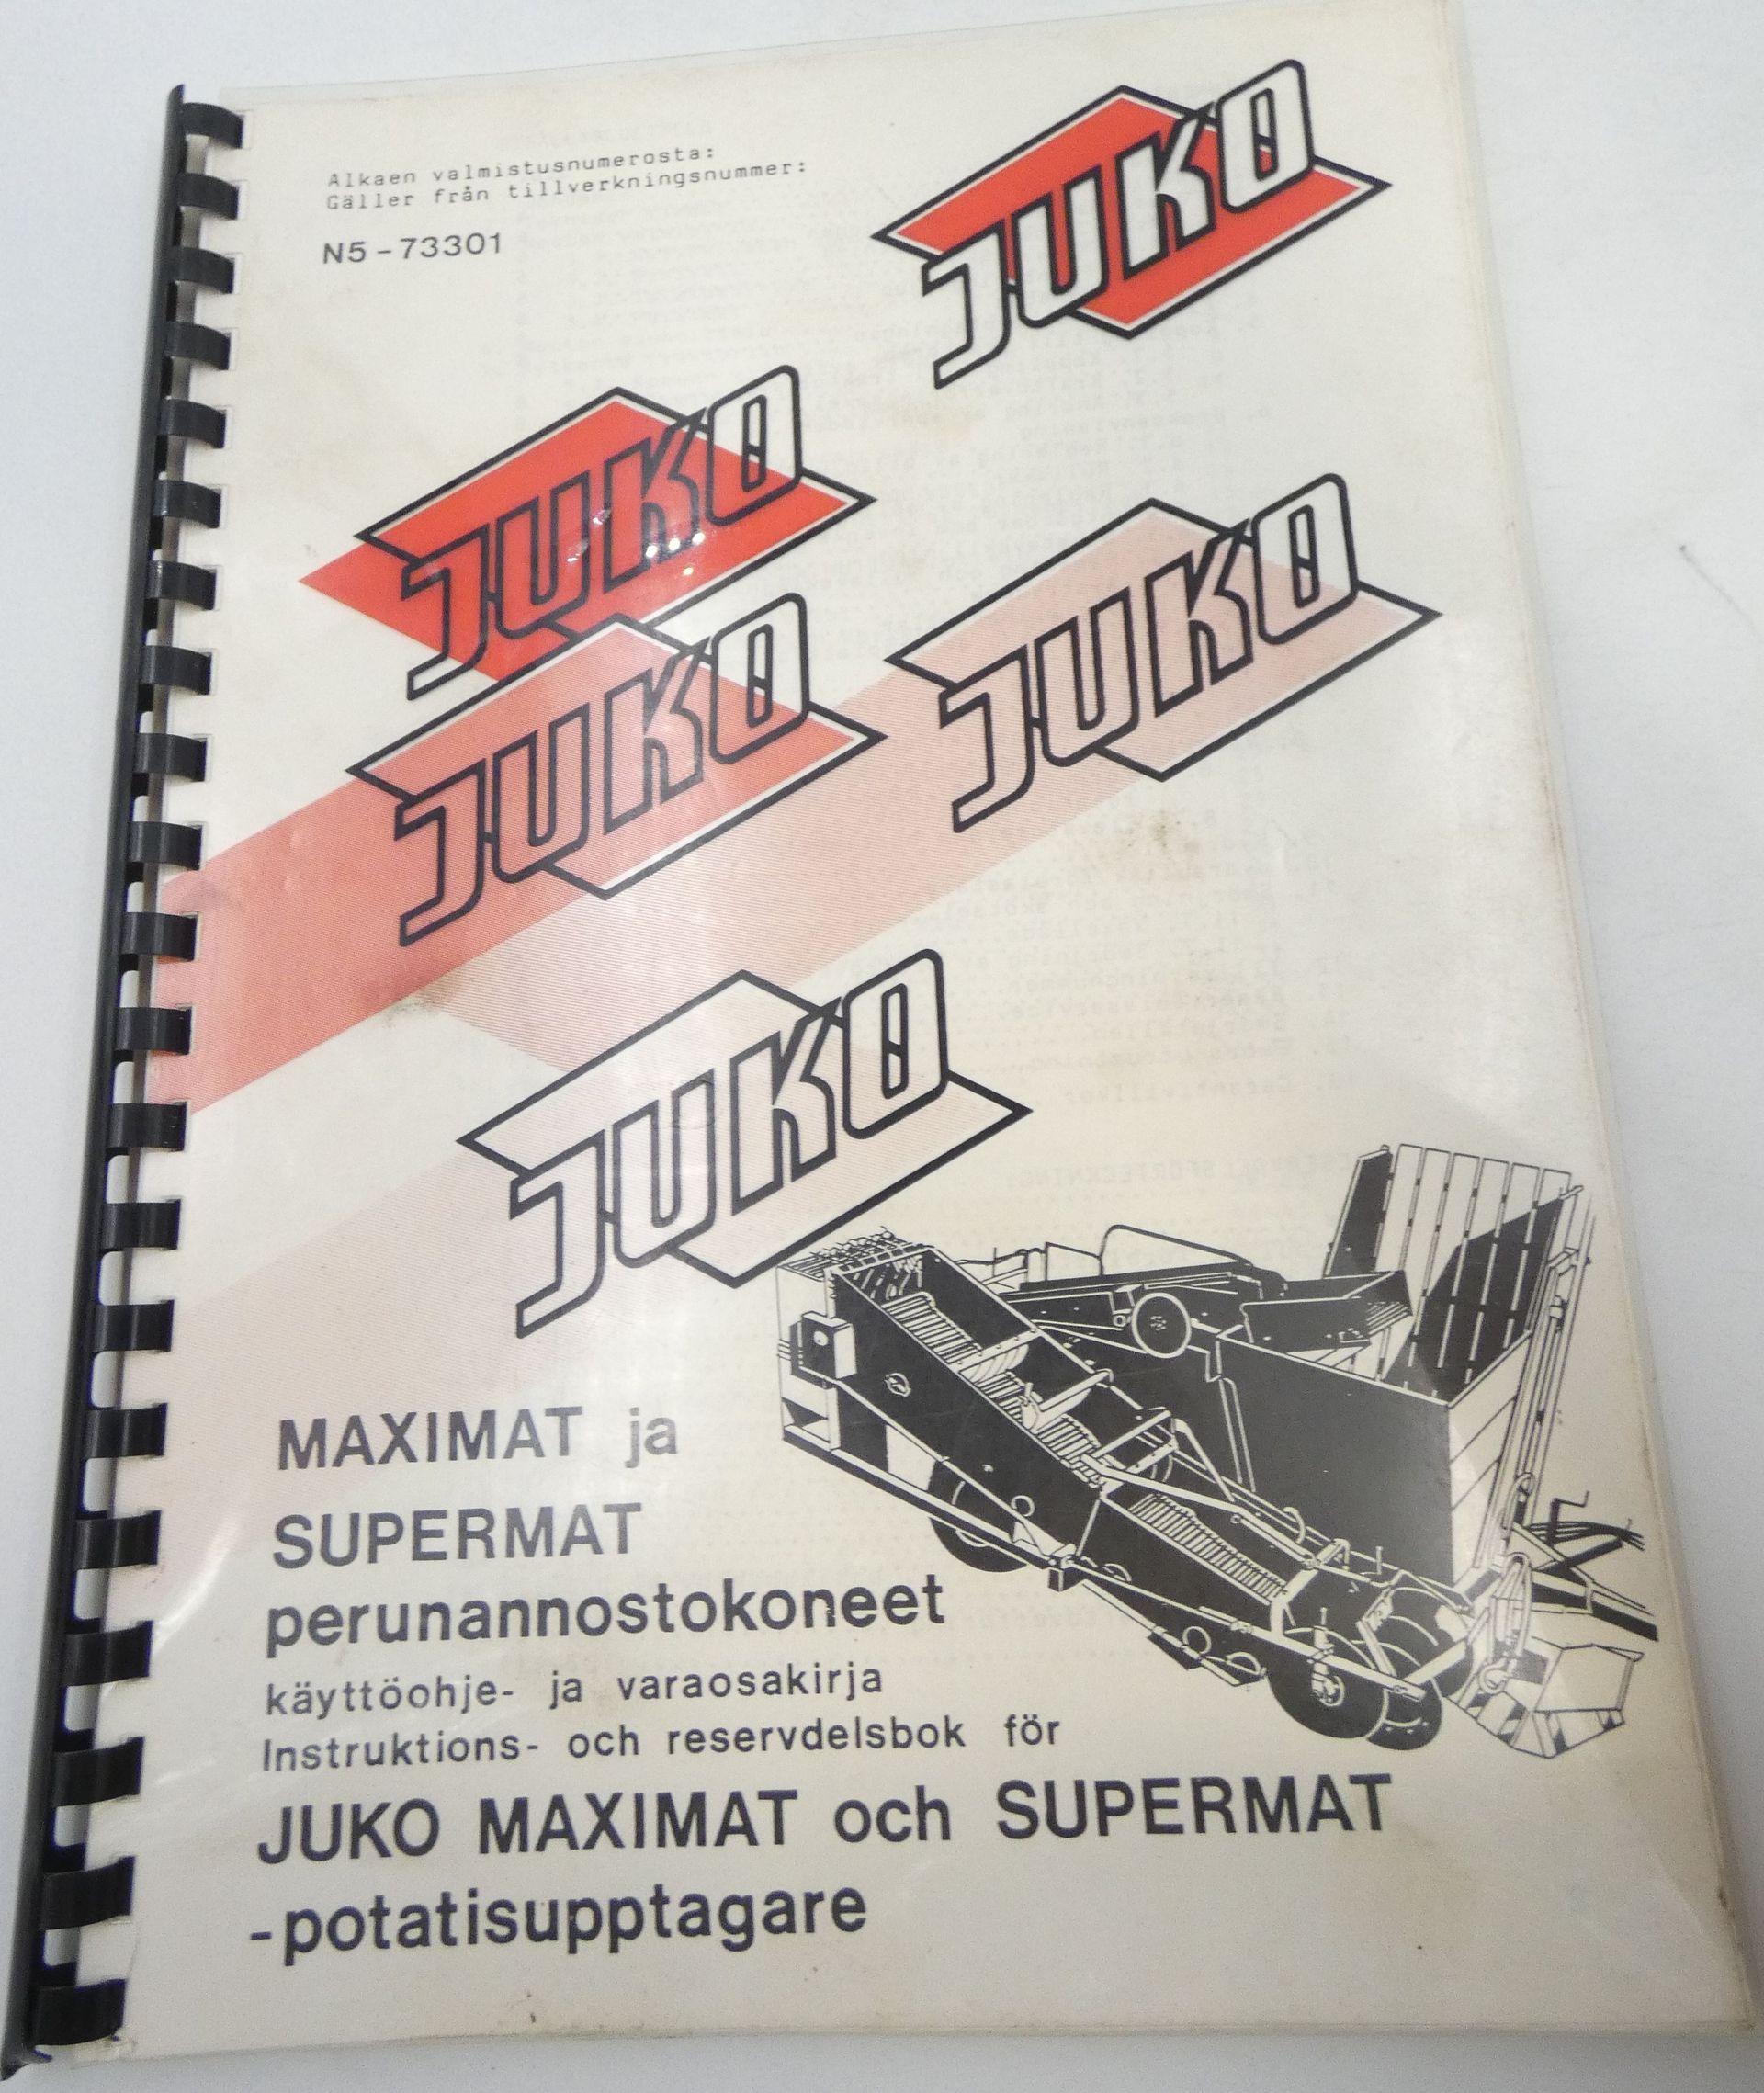 Alkaen valmistusnumerosta:
Gäller från tillverkningsnummer:
N5-73301
JUKO
JUKO
JUKO
JUKO
JUKO
MAXIMAT ja
SUPERMAT
perunannostokoneet
käyttöohje- ja varaosakirja
Instruktions- och reservdelsbok för
JUKO MAXIMAT och SUPERMAT
-potatisupptagare